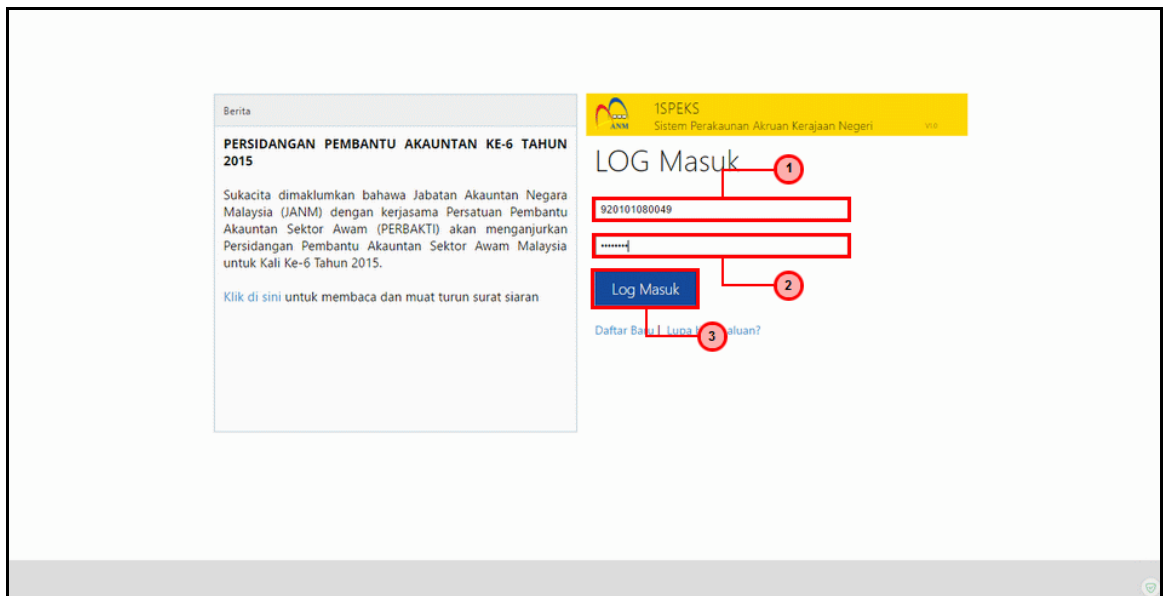 Berita
PERSIDANGAN PEMBANTU AKAUNTAN KE-6 TAHUN
2015
Sukacita dimaklumkan bahawa Jabatan Akauntan Negara
Malaysia (JANM) dengan kerjasama Persatuan Pembantu
Akauntan Sektor Awam (PERBAKTI) akan menganjurkan
Persidangan Pembantu Akauntan Sektor Awam Malaysia
untuk Kali Ke-6 Tahun 2015.
Klik di sini untuk membaca dan muat turun surat siaran
ANM
1SPEKS
Sistem Perakaunan Akruan Kerajaan Negeri
V1.0
LOG Masuk
1
920101080049
2
Log Masuk
Daftar Baru | Lupa
3